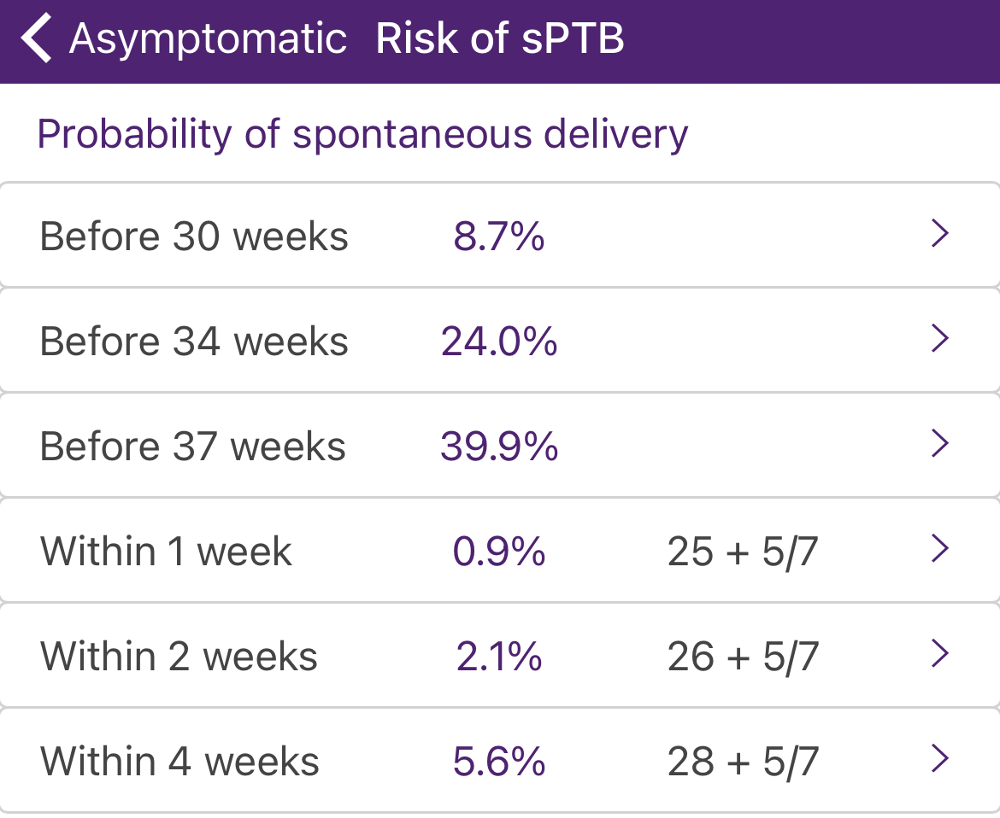 Asymptomatic Risk of sPTB
Probability of spontaneous delivery
Before 30 weeks 8.7%
Before 34 weeks 24.0%
Before 37 weeks 39.9%
Within 1 week 0.9% 25 + 5/7
Within 2 weeks 2.1% 26 + 5/7
Within 4 weeks 5.6% 28 + 5/7